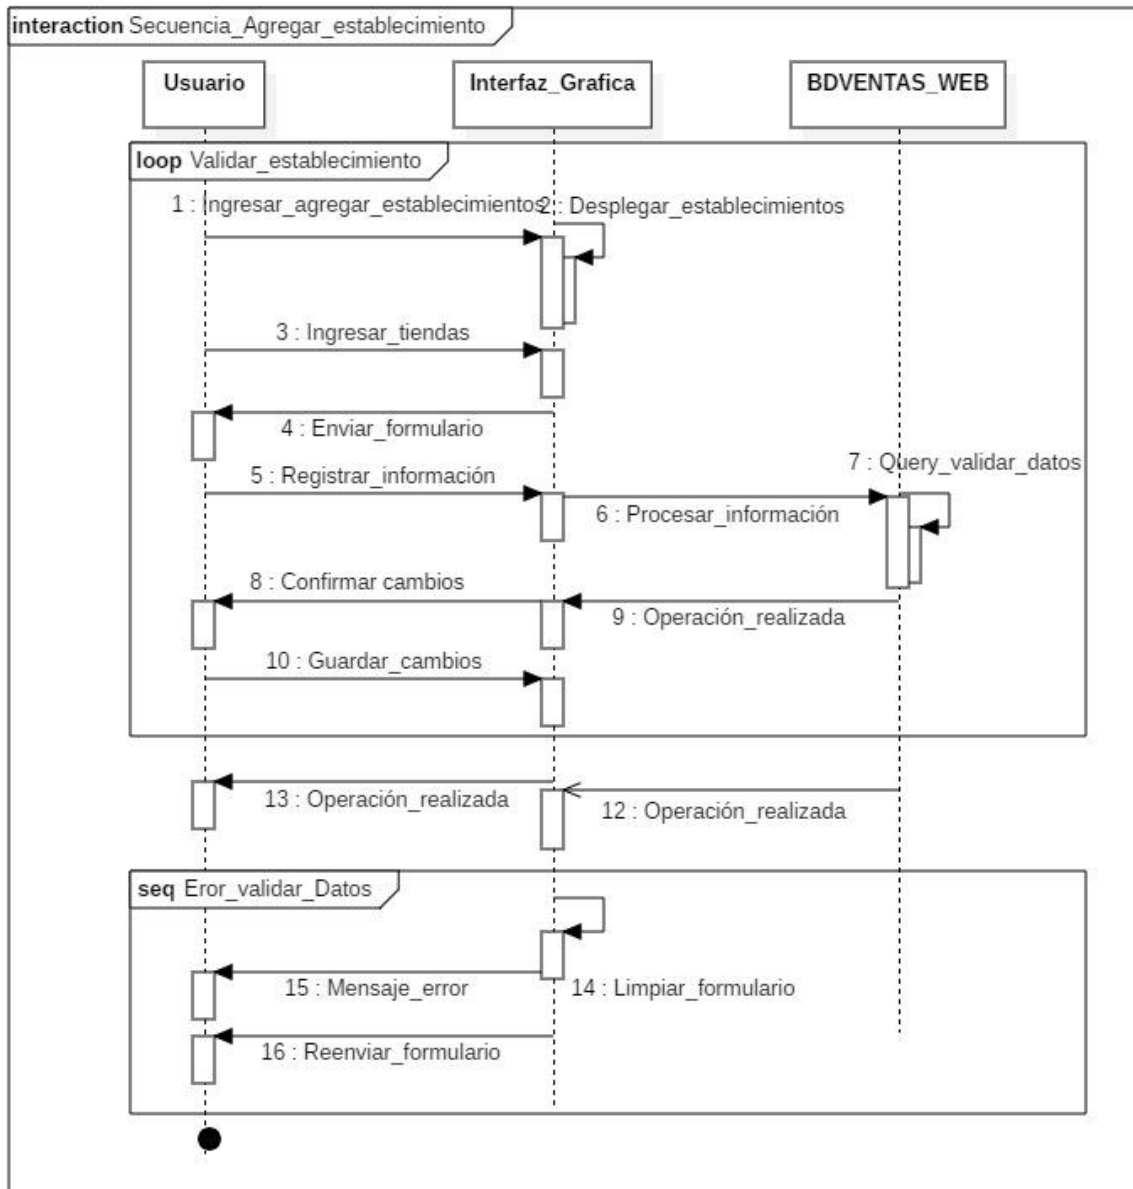 interaction Secuencia_Agregar_establecimiento
Usuario
Interfaz_Grafica
BDVENTAS_WEB
loop Validar_establecimiento
1 : Ingresar_agregar_establecimientos
2 : Desplegar_establecimientos
3 : Ingresar_tiendas
4 : Enviar_formulario
7 : Query_validar_datos
5 : Registrar_información
6 : Procesar_información
8 : Confirmar cambios
9 : Operación_realizada
10 : Guardar_cambios
13 : Operación_realizada
12 : Operación_realizada
seq Eror_validar_Datos
15 : Mensaje_error
14 : Limpiar_formulario
16 : Reenviar_formulario